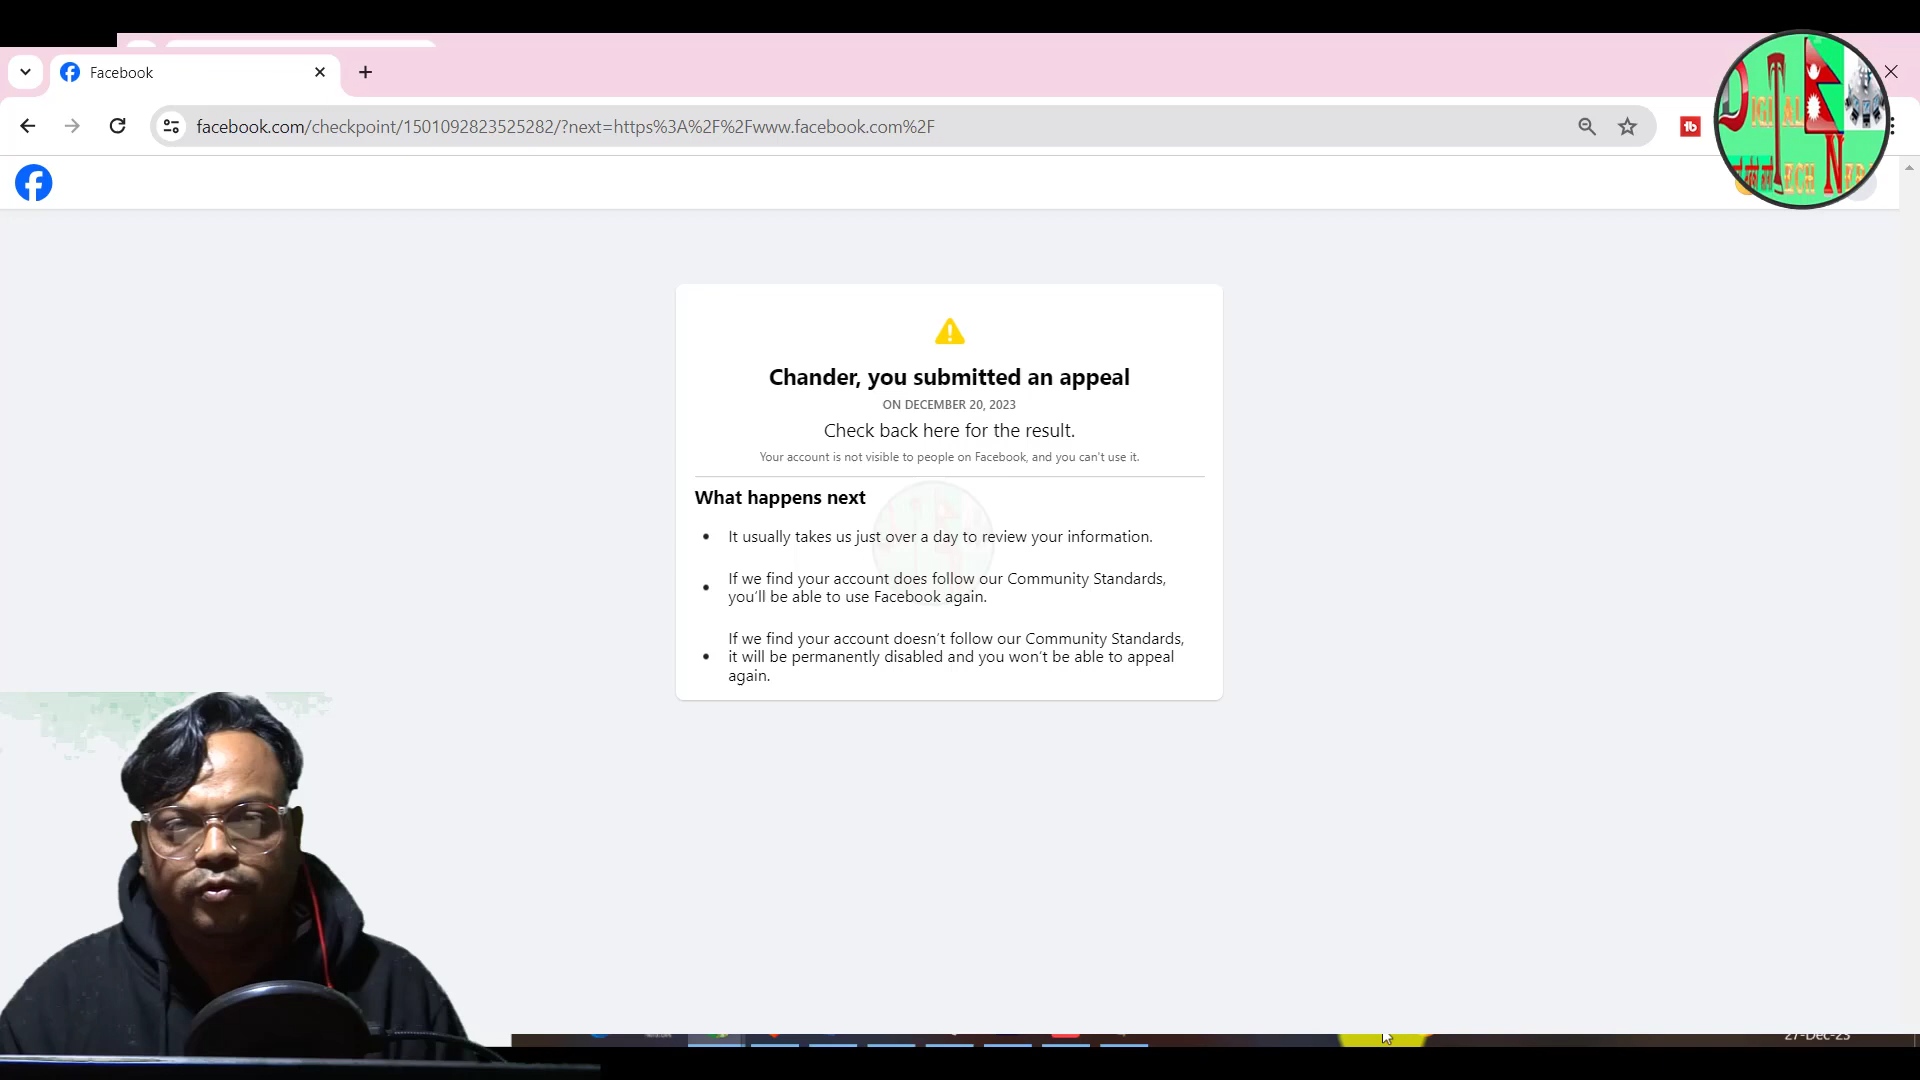 Facebook
facebook.com/checkpoint/1501092823525282/?next=https%3A%2F%2Fwww.facebook.com%2F
DIGITAL
TECH
Chander, you submitted an appeal
ON DECEMBER 20, 2023
Check back here for the result.
Your account is not visible to people on Facebook, and you can't use it.
What happens next
• It usually takes us just over a day to review your information.
• If we find your account does follow our Community Standards,
you'll be able to use Facebook again.
• If we find your account doesn't follow our Community Standards,
it will be permanently disabled and you won't be able to appeal
again.
27-Dec-23